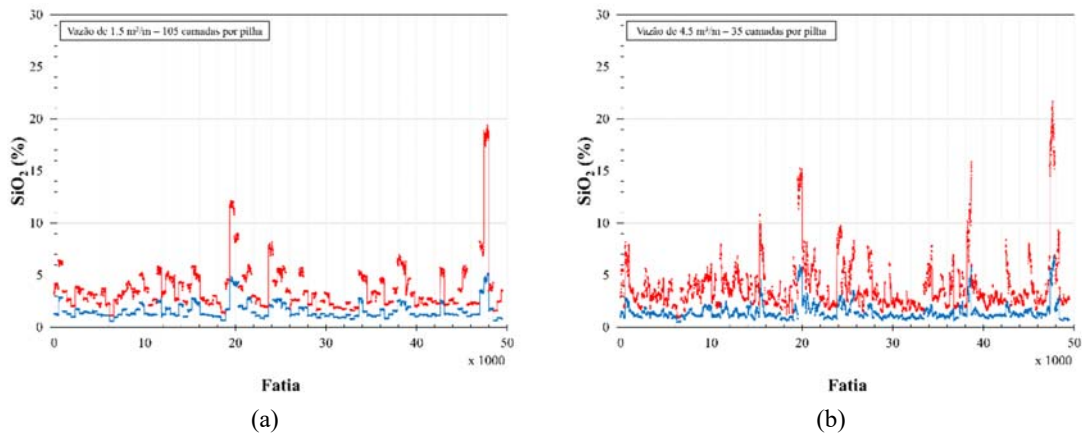 Vazão de 1.5 m³/m – 105 camadas por pilha
30
25
20
15
10
5
0
SiO₂ (%)
0 10 20 30 40 50
x 1000
Fatia
(a)
Vazão de 4.5 m³/m – 35 camadas por pilha
30
25
20
15
10
5
0
SiO₂ (%)
0 10 20 30 40 50
x 1000
Fatia
(b)